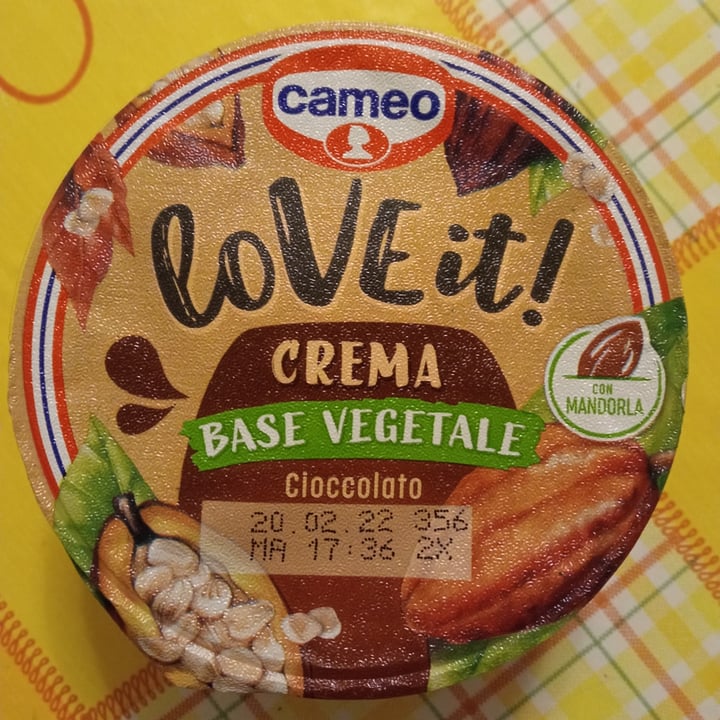 cameo
loVE it!
CREMA
BASE VEGETALE
Cioccolato
CON
MANDORLA
20.02.22 356
MA 17:36 2X